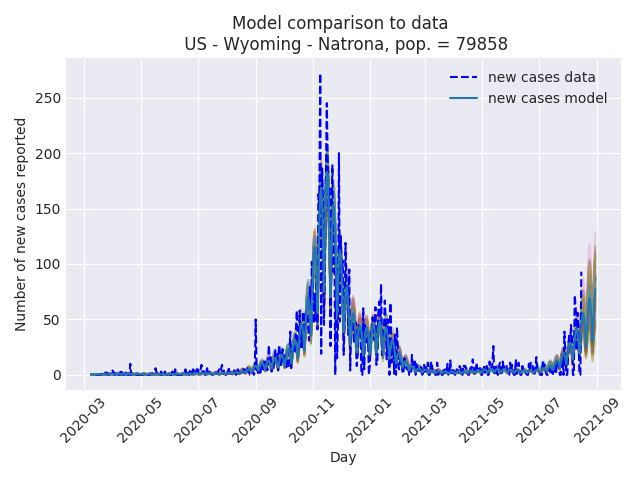 Model comparison to data
US - Wyoming - Natrona, pop. = 79858
new cases data
new cases model
Number of new cases reported
250
200
150
100
50
0
2020-03
2020-05
2020-07
2020-09
2020-11
2021-01
2021-03
2021-05
2021-07
2021-09
Day